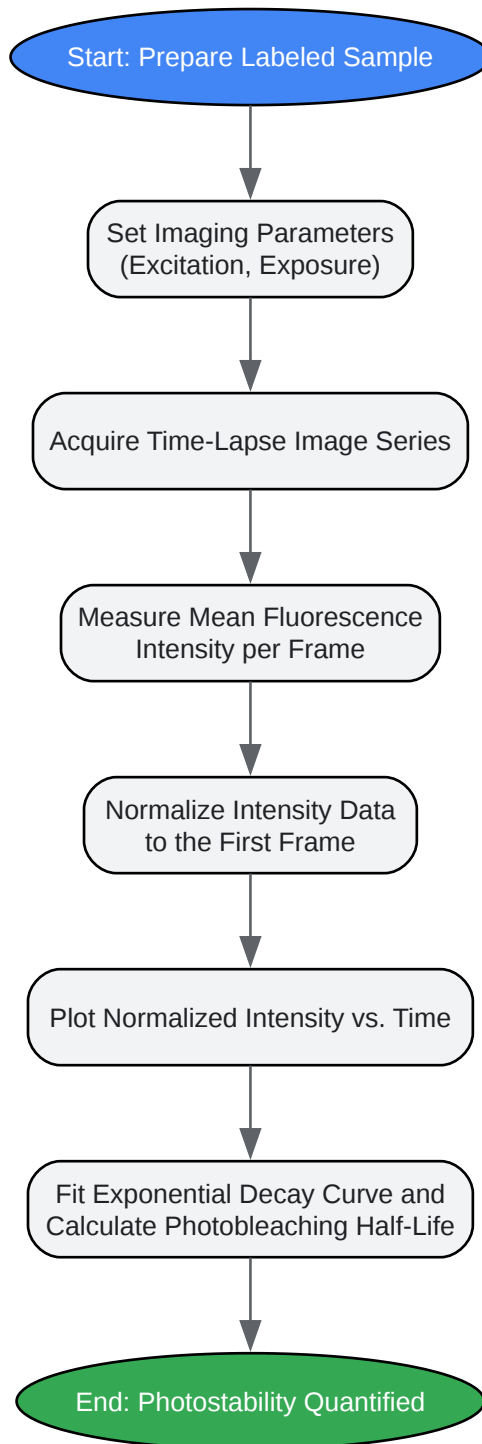 Start: Prepare Labeled Sample
Set Imaging Parameters
(Excitation, Exposure)
Acquire Time-Lapse Image Series
Measure Mean Fluorescence
Intensity per Frame
Normalize Intensity Data
to the First Frame
Plot Normalized Intensity vs. Time
Fit Exponential Decay Curve and
Calculate Photobleaching Half-Life
End: Photostability Quantified